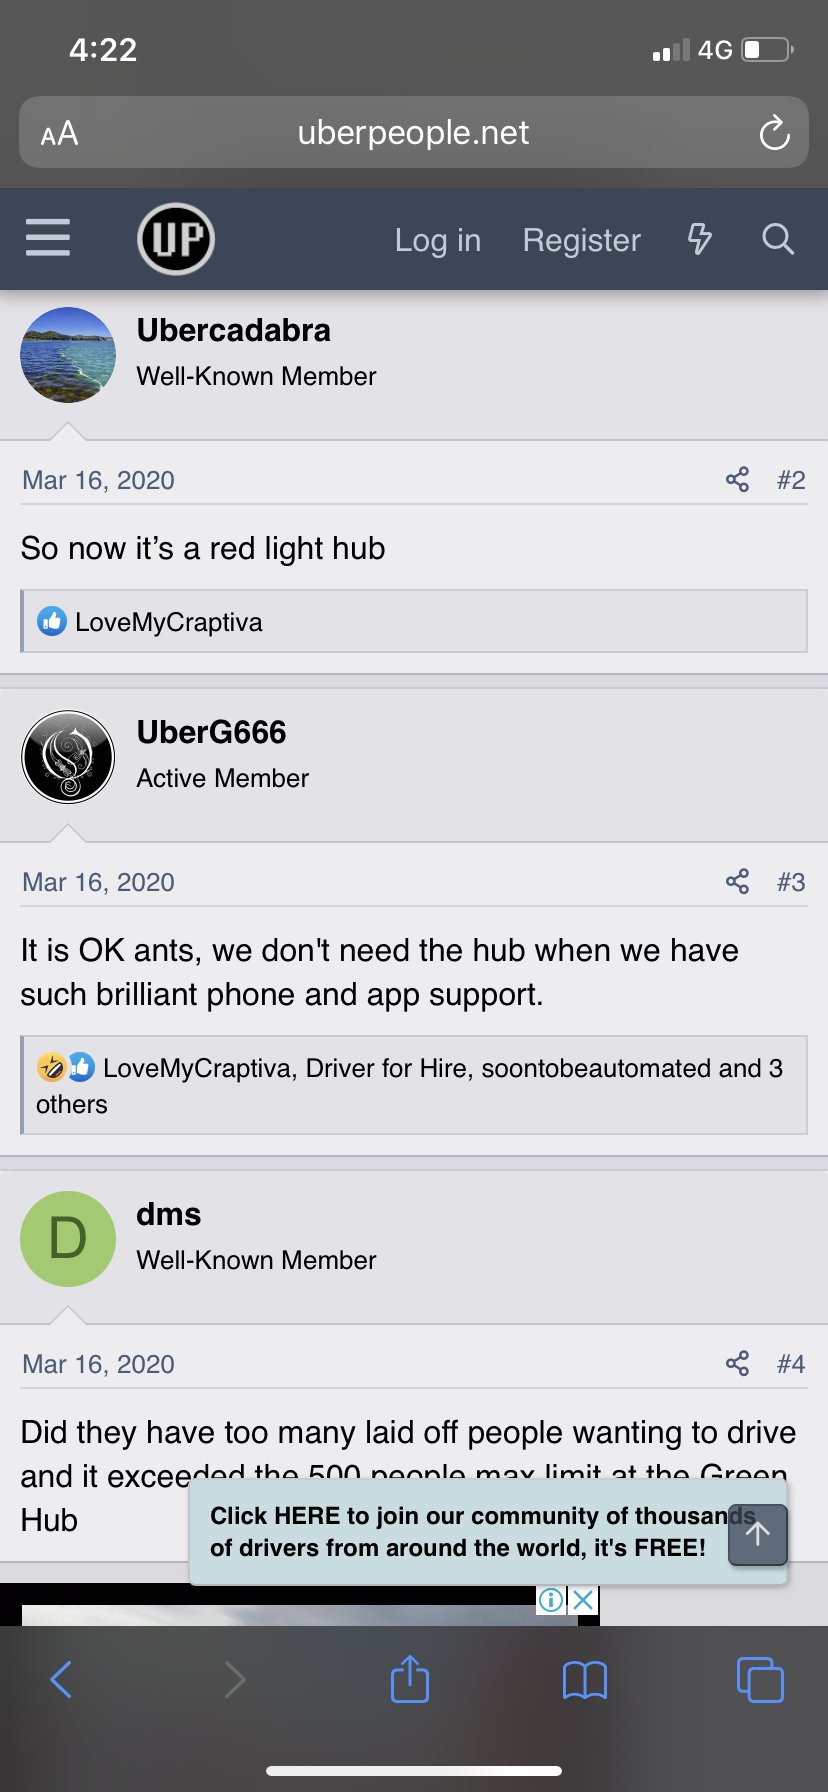 4:22
4G
AA
uberpeople.net
UP
Log in
Register
Ubercadabra
Well-Known Member
Mar 16, 2020
#2
So now it’s a red light hub
LoveMyCraptiva
UberG666
Active Member
Mar 16, 2020
#3
It is OK ants, we don't need the hub when we have
such brilliant phone and app support.
LoveMyCraptiva, Driver for Hire, soontobeautomated and 3
others
D
dms
Well-Known Member
Mar 16, 2020
#4
Did they have too many laid off people wanting to drive
and it exceeded the 500 people max limit at the Green
Hub
Click HERE to join our community of thousands
of drivers from around the world, it's FREE!